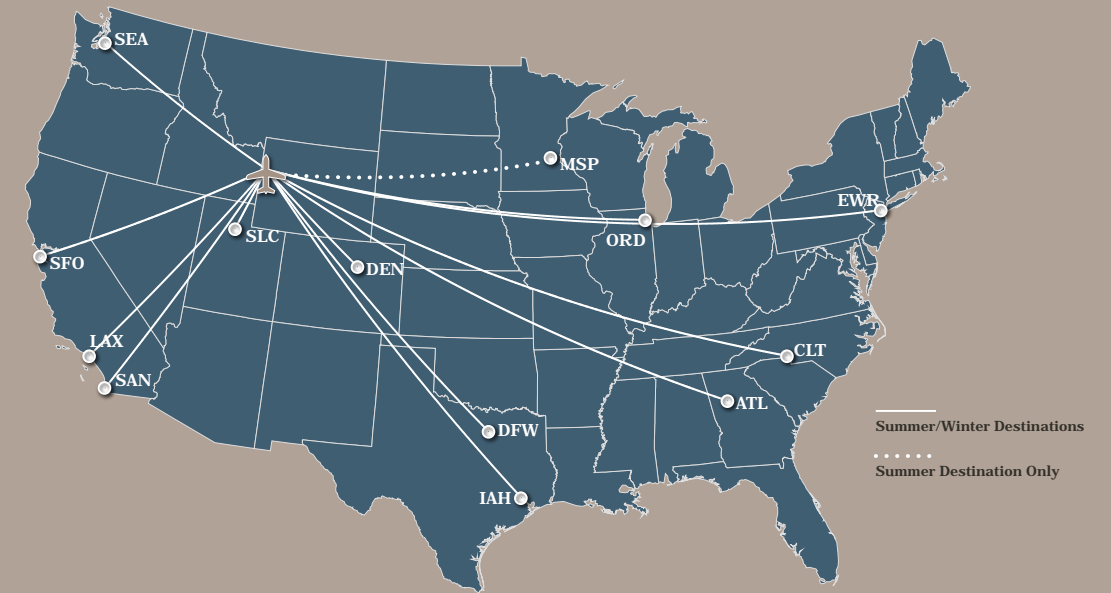 SEA
MSP
EWR
ORD
SLC
SFO
DEN
LAX
CLT
SAN
ATL
Summer/Winter Destinations
DFW
Summer Destination Only
IAH